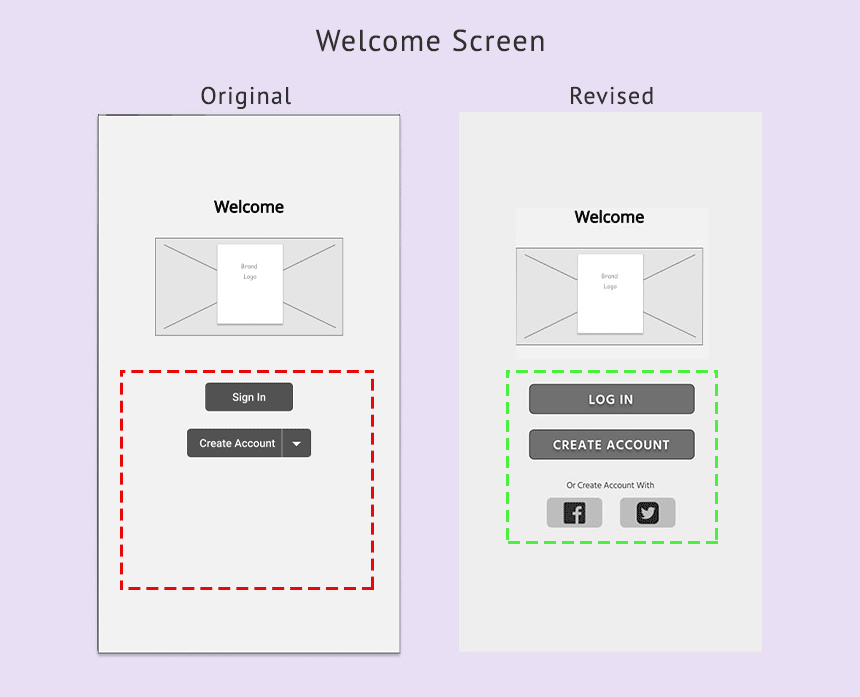 Welcome Screen
Original
Revised
Welcome
Brand
Logo
Sign In
Create Account
Welcome
Brand
Logo
LOG IN
CREATE ACCOUNT
Or Create Account With